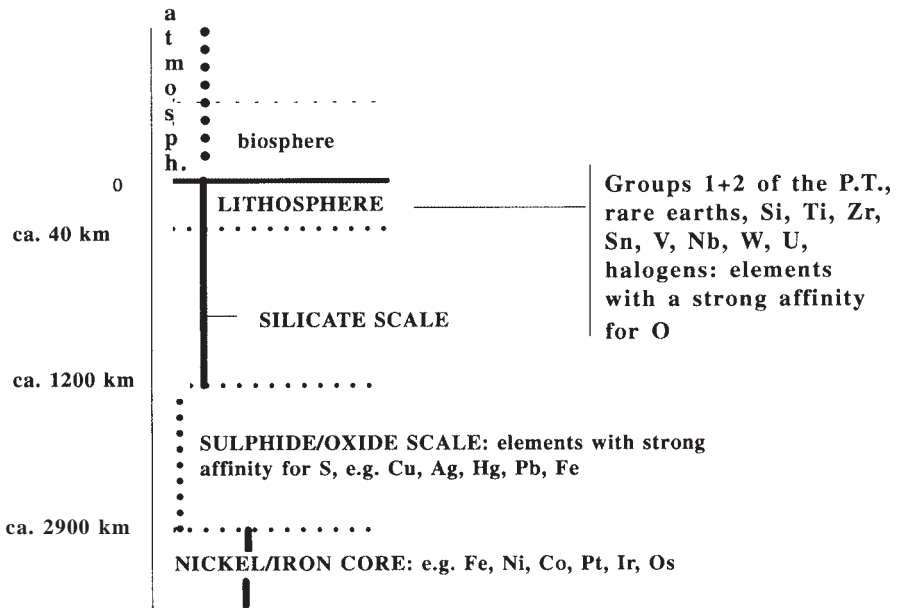 a
t
m
o
s
p
h.
biosphere
0
LITHOSPHERE
Groups 1+2 of the P.T.,
rare earths, Si, Ti, Zr,
Sn, V, Nb, W, U,
halogens: elements
with a strong affinity
for O
ca. 40 km
SILICATE SCALE
ca. 1200 km
SULPHIDE/OXIDE SCALE: elements with strong
affinity for S, e.g. Cu, Ag, Hg, Pb, Fe
ca. 2900 km
NICKEL/IRON CORE: e.g. Fe, Ni, Co, Pt, Ir, Os